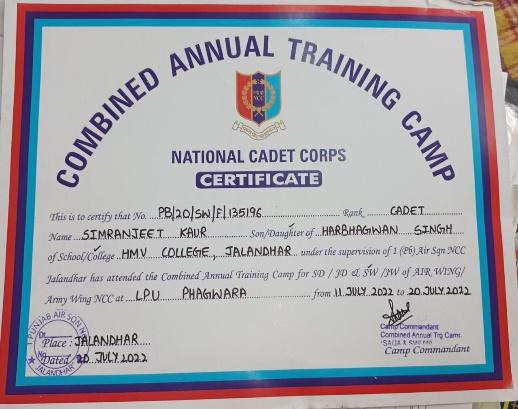 COMBINED ANNUAL TRAINING CAMP
NCC
NATIONAL CADET CORPS
CERTIFICATE
This is to certify that No. PB/20/SW/F/135196 Rank CADET
Name SIMRANJEET KAUR Son/Daughter of HARBHAGWAN SINGH
of School/College HMV COLLEGE, JALANDHAR under the supervision of 1 (Pb) Air Sqn NCC
Jalandhar has attended the Combined Annual Training Camp for SD / JD & SW /JW of AIR WING/
Army Wing NCC at LPU PHAGWARA from 11 JULY 2022 to 20 JULY 2022
PUNJAB AIR SQN
JALANDHAR
Place: JALANDHAR
Dated 20 JULY 2022
Camp Commandant
Combined Annual Trg Camp
Camp Commandant